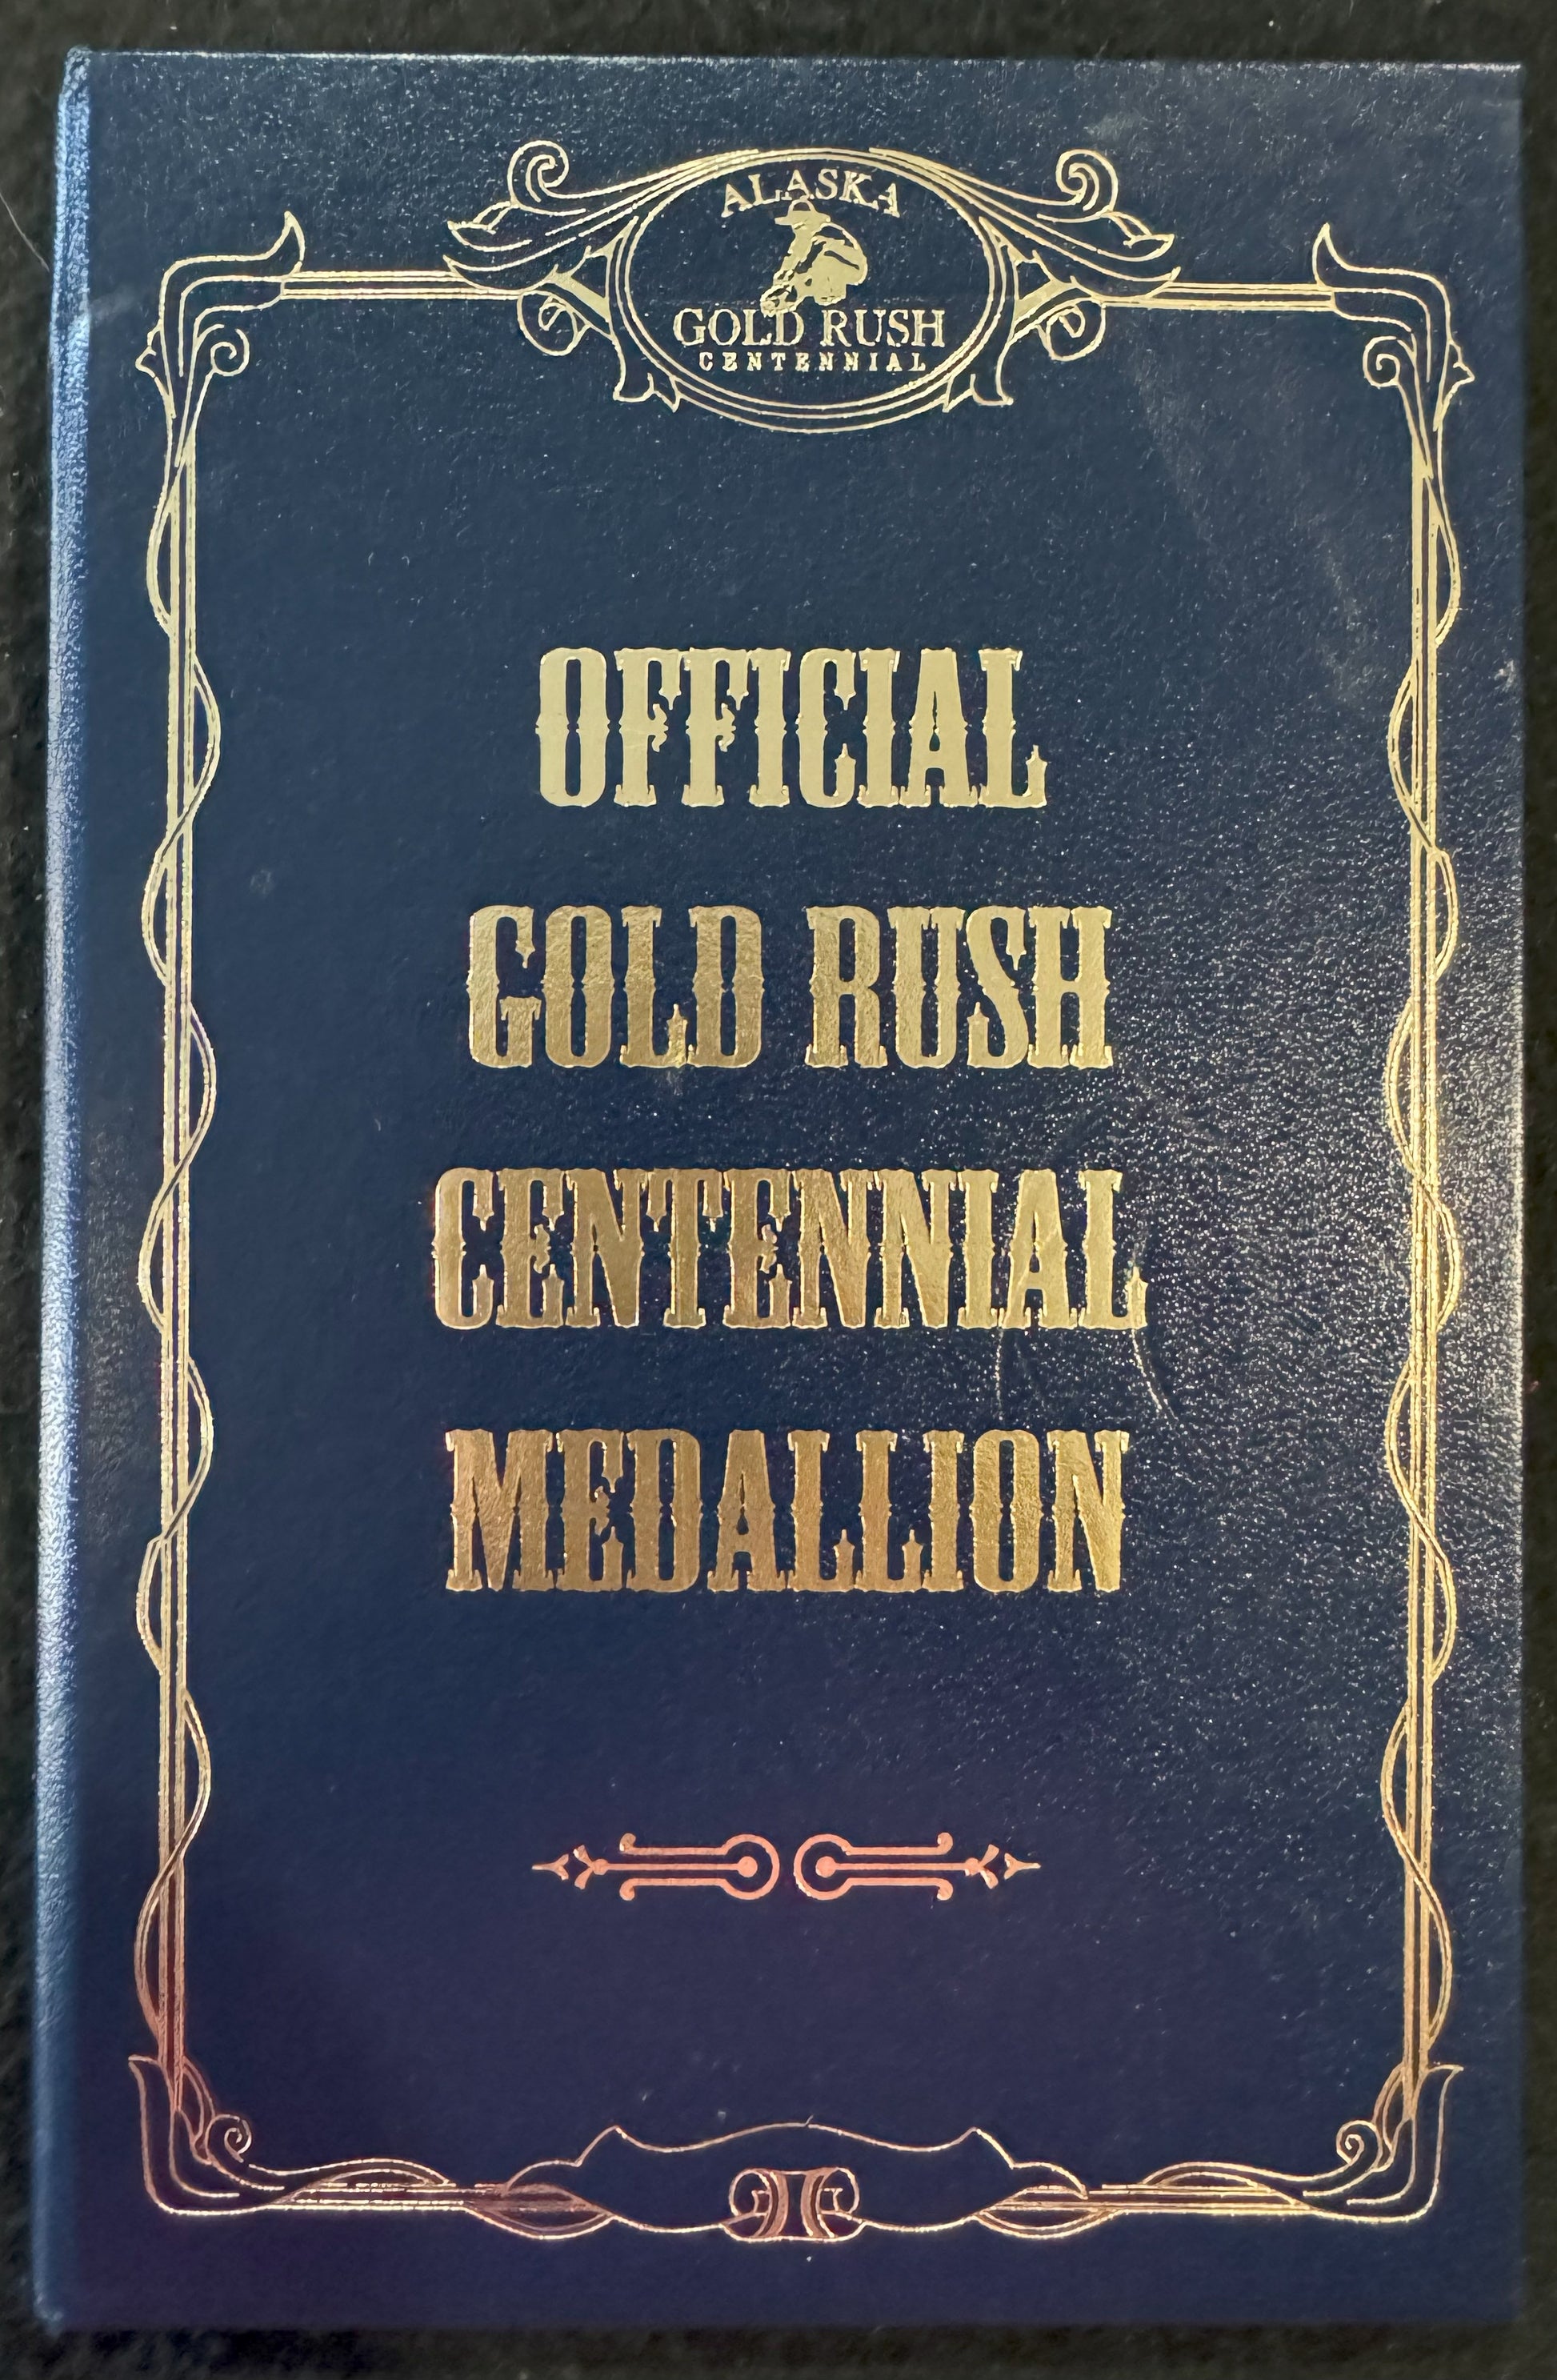 ALASKA
GOLD RUSH
CENTENNIAL
OFFICIAL
GOLD RUSH
CENTENNIAL
MEDALLION